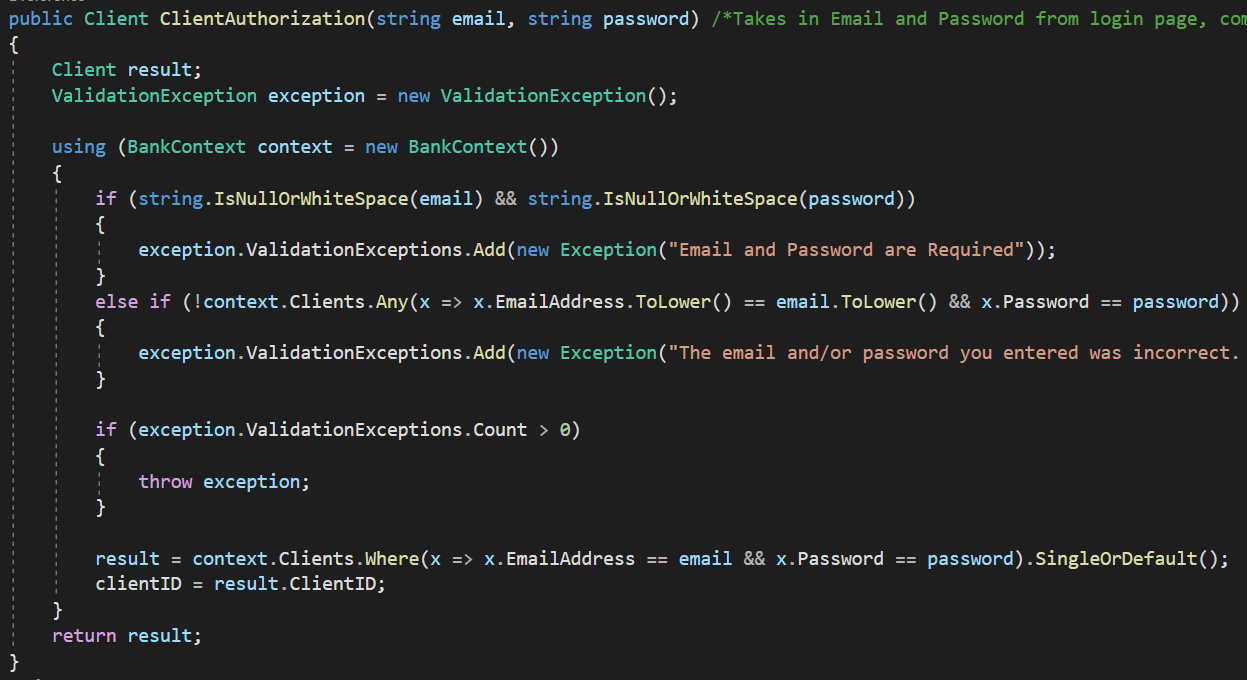 public Client ClientAuthorization(string email, string password) /*Takes in Email and Password from login page,
{
Client result;
ValidationException exception = new ValidationException();
using (BankContext context = new BankContext())
{
if (string.IsNullOrWhiteSpace(email) && string.IsNullOrWhiteSpace(password))
{
exception.ValidationExceptions.Add(new Exception("Email and Password are Required"));
}
else if (!context.Clients.Any(x => x.EmailAddress.ToLower() == email.ToLower() && x.Password == password))
{
exception.ValidationExceptions.Add(new Exception("The email and/or password you entered was incorrect.
}
if (exception.ValidationExceptions.Count > 0)
{
throw exception;
}
result = context.Clients.Where(x => x.EmailAddress == email && x.Password == password).SingleOrDefault();
clientID = result.ClientID;
}
return result;
}